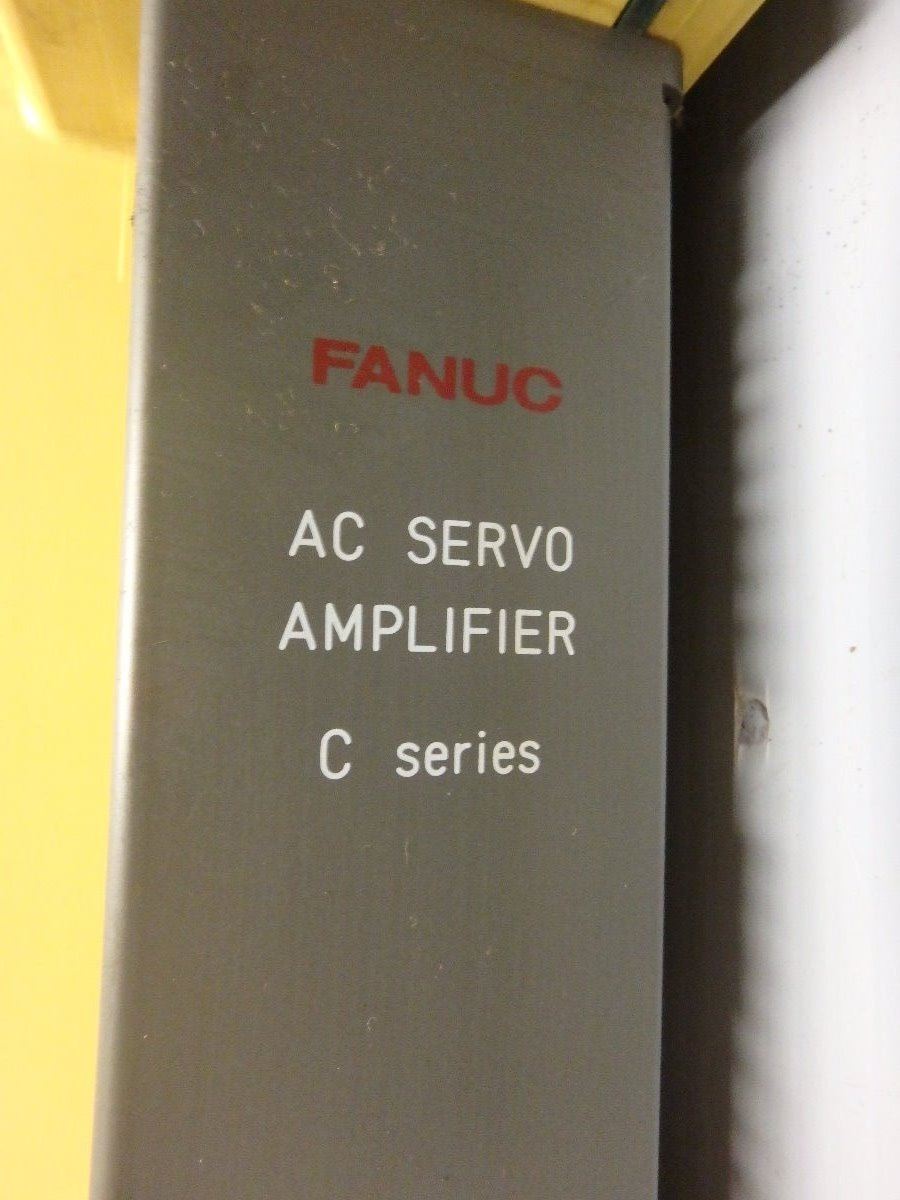 FANUC
AC SERVO
AMPLIFIER
C series